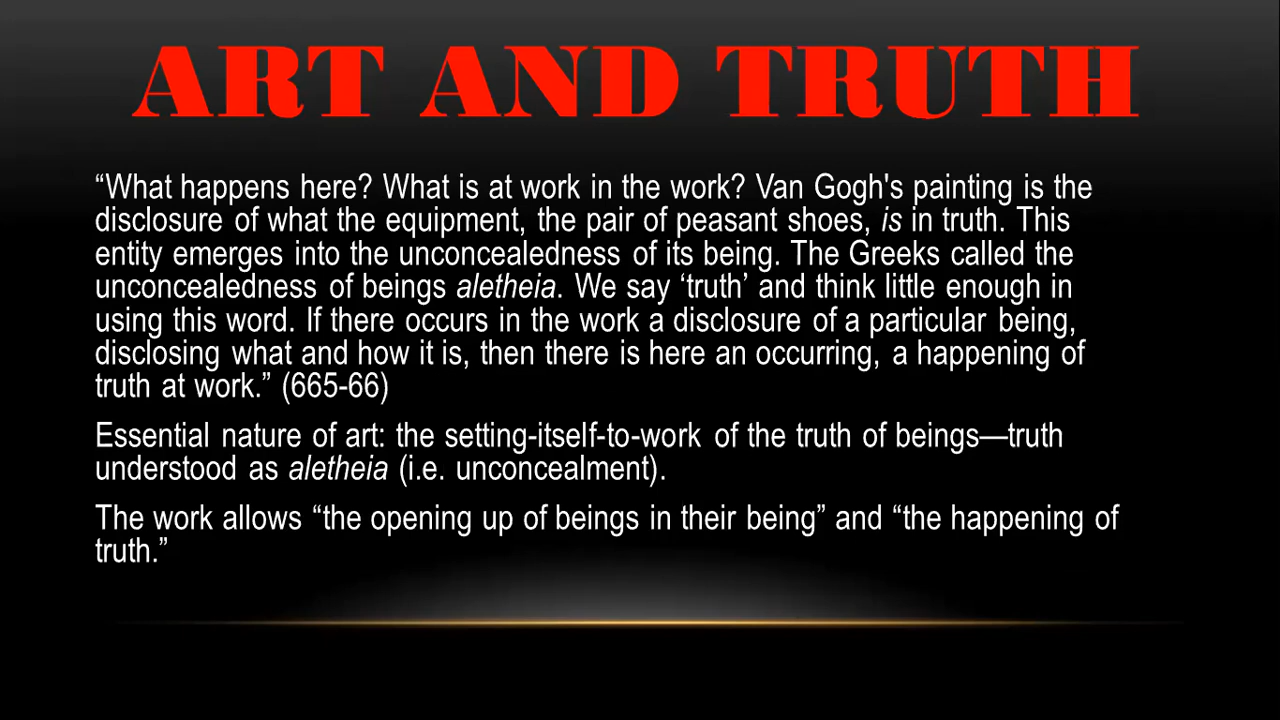 ART AND TRUTH
“What happens here? What is at work in the work? Van Gogh's painting is the
disclosure of what the equipment, the pair of peasant shoes, is in truth. This
entity emerges into the unconcealedness of its being. The Greeks called the
unconcealedness of beings aletheia. We say ‘truth’ and think little enough in
using this word. If there occurs in the work a disclosure of a particular being,
disclosing what and how it is, then there is here an occurring, a happening of
truth at work.” (665-66)
Essential nature of art: the setting-itself-to-work of the truth of beings—truth
understood as aletheia (i.e. unconcealment).
The work allows “the opening up of beings in their being” and “the happening of
truth.”